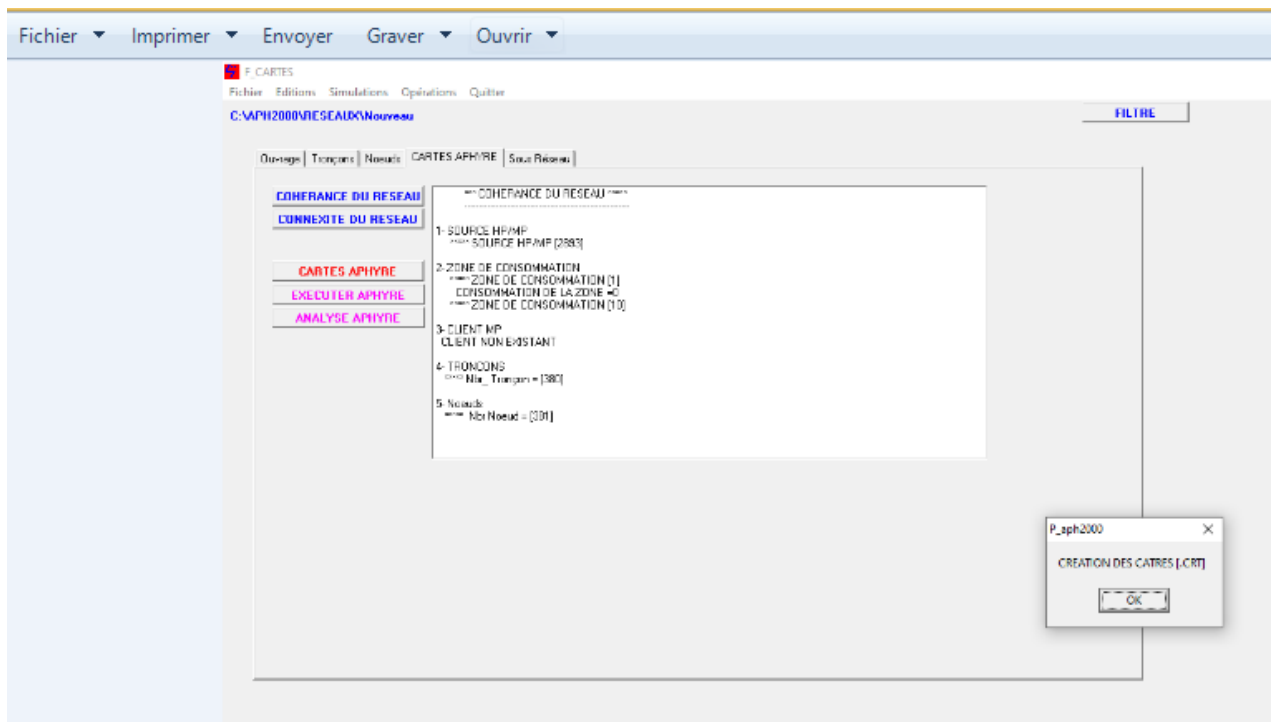 Fichier Imprimer Envoyer Graver Ouvrir
F_CARTES
Fichier Editions Simulations Opérations Quitter
C:\APH2000\RESEAUX\Nouveau
FILTRE
Ouvrage Tronçons Noeuds CARTES APHYRE Sous Réseau
COHERANCE DU RESEAU
CONNEXITE DU RESEAU
CARTES APHYRE
EXECUTER APHYRE
ANALYSE APHYRE
COHERANCE DU RESEAU
1- SOURCE HP/MP
SOURCE HP/MP [2893]
2-ZONE DE CONSOMMATION
ZONE DE CONSOMMATION [1]
CONSOMMATION DE LA ZONE =0
ZONE DE CONSOMMATION [10]
3- CLIENT MP
CLIENT NON EXISTANT
4- TRONCONS
Nbr_ Tronçon = [380]
5- Noeuds
Nbr Noeud = [381]
P_aph2000
CREATION DES CATRES [.CRT]
OK